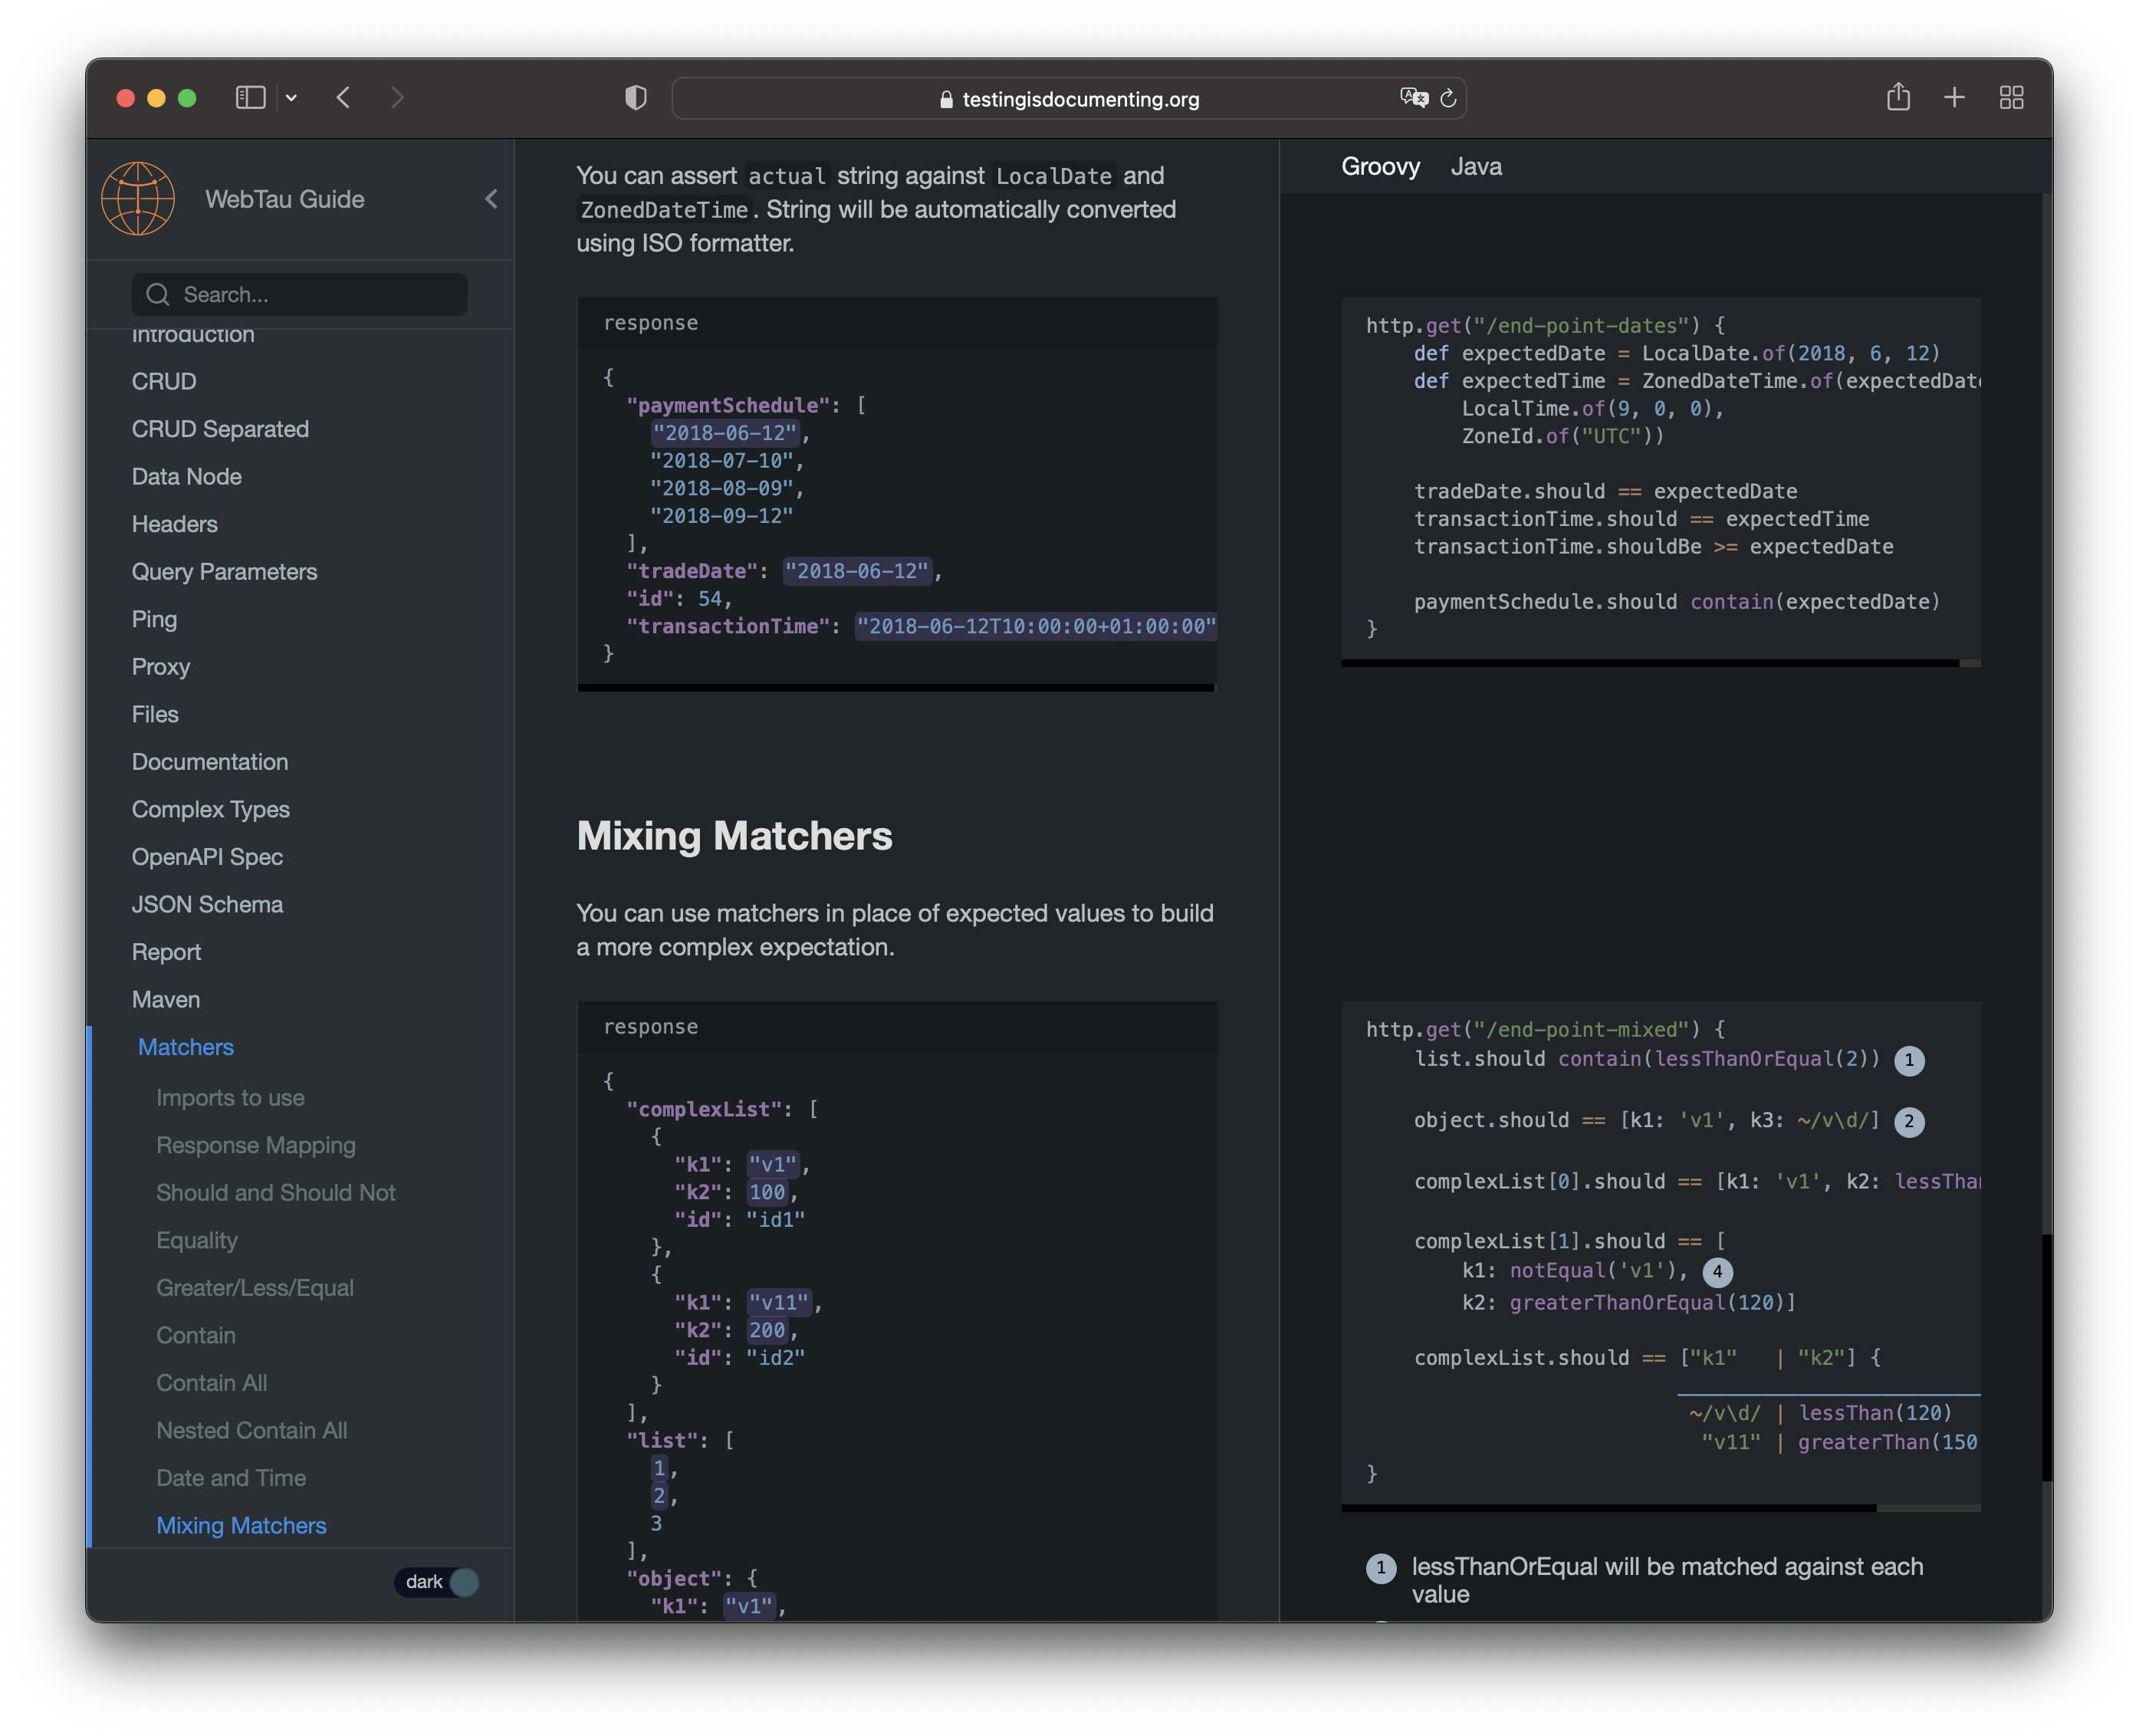 testingisdocumenting.org
WebTau Guide
Search...
Introduction
CRUD
CRUD Separated
Data Node
Headers
Query Parameters
Ping
Proxy
Files
Documentation
Complex Types
OpenAPI Spec
JSON Schema
Report
Maven
Matchers
Imports to use
Response Mapping
Should and Should Not
Equality
Greater/Less/Equal
Contain
Contain All
Nested Contain All
Date and Time
Mixing Matchers
dark
You can assert actual string against LocalDate and
ZonedDateTime. String will be automatically converted
using ISO formatter.
response
{
"paymentSchedule": [
"2018-06-12",
"2018-07-10",
"2018-08-09",
"2018-09-12"
],
"tradeDate": "2018-06-12",
"id": 54,
"transactionTime": "2018-06-12T10:00:00+01:00:00"
}
Mixing Matchers
You can use matchers in place of expected values to build
a more complex expectation.
response
{
"complexList": [
{
"k1": "v1",
"k2": 100,
"id": "id1"
},
{
"k1": "v11",
"k2": 200,
"id": "id2"
}
],
"list": [
1,
2,
3
],
"object": {
"k1": "v1",
Groovy Java
http.get("/end-point-dates") {
def expectedDate = LocalDate.of(2018, 6, 12)
def expectedTime = ZonedDateTime.of(expectedDate
LocalTime.of(9, 0, 0),
ZoneId.of("UTC"))
tradeDate.should == expectedDate
transactionTime.should == expectedTime
transactionTime.shouldBe >= expectedDate
paymentSchedule.should contain(expectedDate)
}
http.get("/end-point-mixed") {
list.should contain(lessThanOrEqual(2)) 1
object.should == [k1: 'v1', k3: ~/v\d/] 2
complexList[0].should == [k1: 'v1', k2: lessThan
complexList[1].should == [
k1: notEqual('v1'), 4
k2: greaterThanOrEqual(120)]
complexList.should == ["k1" | "k2"] {
~/v\d/ | lessThan(120)
"v11" | greaterThan(150
}
1 lessThanOrEqual will be matched against each
value